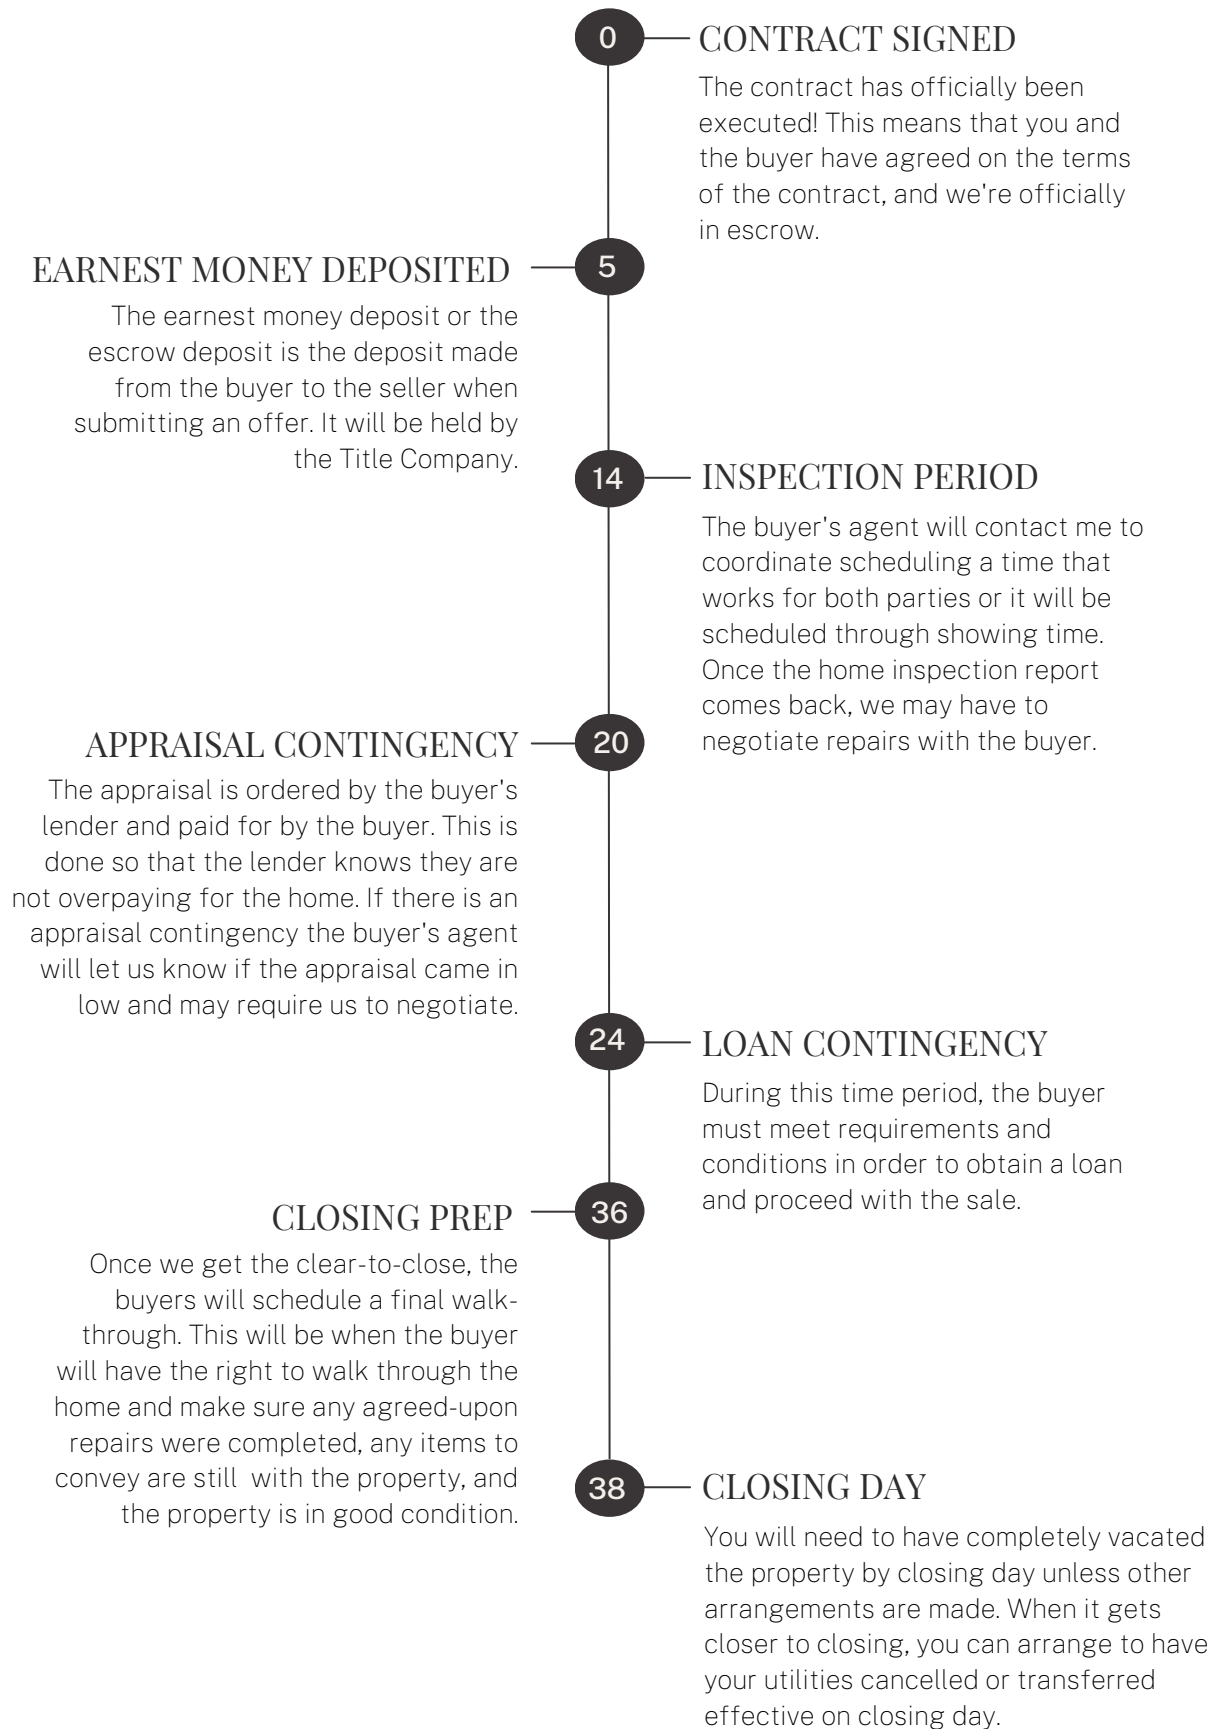 0
CONTRACT SIGNED
The contract has officially been
executed! This means that you and
the buyer have agreed on the terms
of the contract, and we're officially
in escrow.
5
EARNEST MONEY DEPOSITED
The earnest money deposit or the
escrow deposit is the deposit made
from the buyer to the seller when
submitting an offer. It will be held by
the Title Company.
14
INSPECTION PERIOD
The buyer's agent will contact me to
coordinate scheduling a time that
works for both parties or it will be
scheduled through showing time.
Once the home inspection report
comes back, we may have to
negotiate repairs with the buyer.
20
APPRAISAL CONTINGENCY
The appraisal is ordered by the buyer's
lender and paid for by the buyer. This is
done so that the lender knows they are
not overpaying for the home. If there is an
appraisal contingency the buyer's agent
will let us know if the appraisal came in
low and may require us to negotiate.
24
LOAN CONTINGENCY
During this time period, the buyer
must meet requirements and
conditions in order to obtain a loan
and proceed with the sale.
36
CLOSING PREP
Once we get the clear-to-close, the
buyers will schedule a final walk-
through. This will be when the buyer
will have the right to walk through the
home and make sure any agreed-upon
repairs were completed, any items to
convey are still  with the property, and
the property is in good condition.
38
CLOSING DAY
You will need to have completely vacated
the property by closing day unless other
arrangements are made. When it gets
closer to closing, you can arrange to have
your utilities cancelled or transferred
effective on closing day.